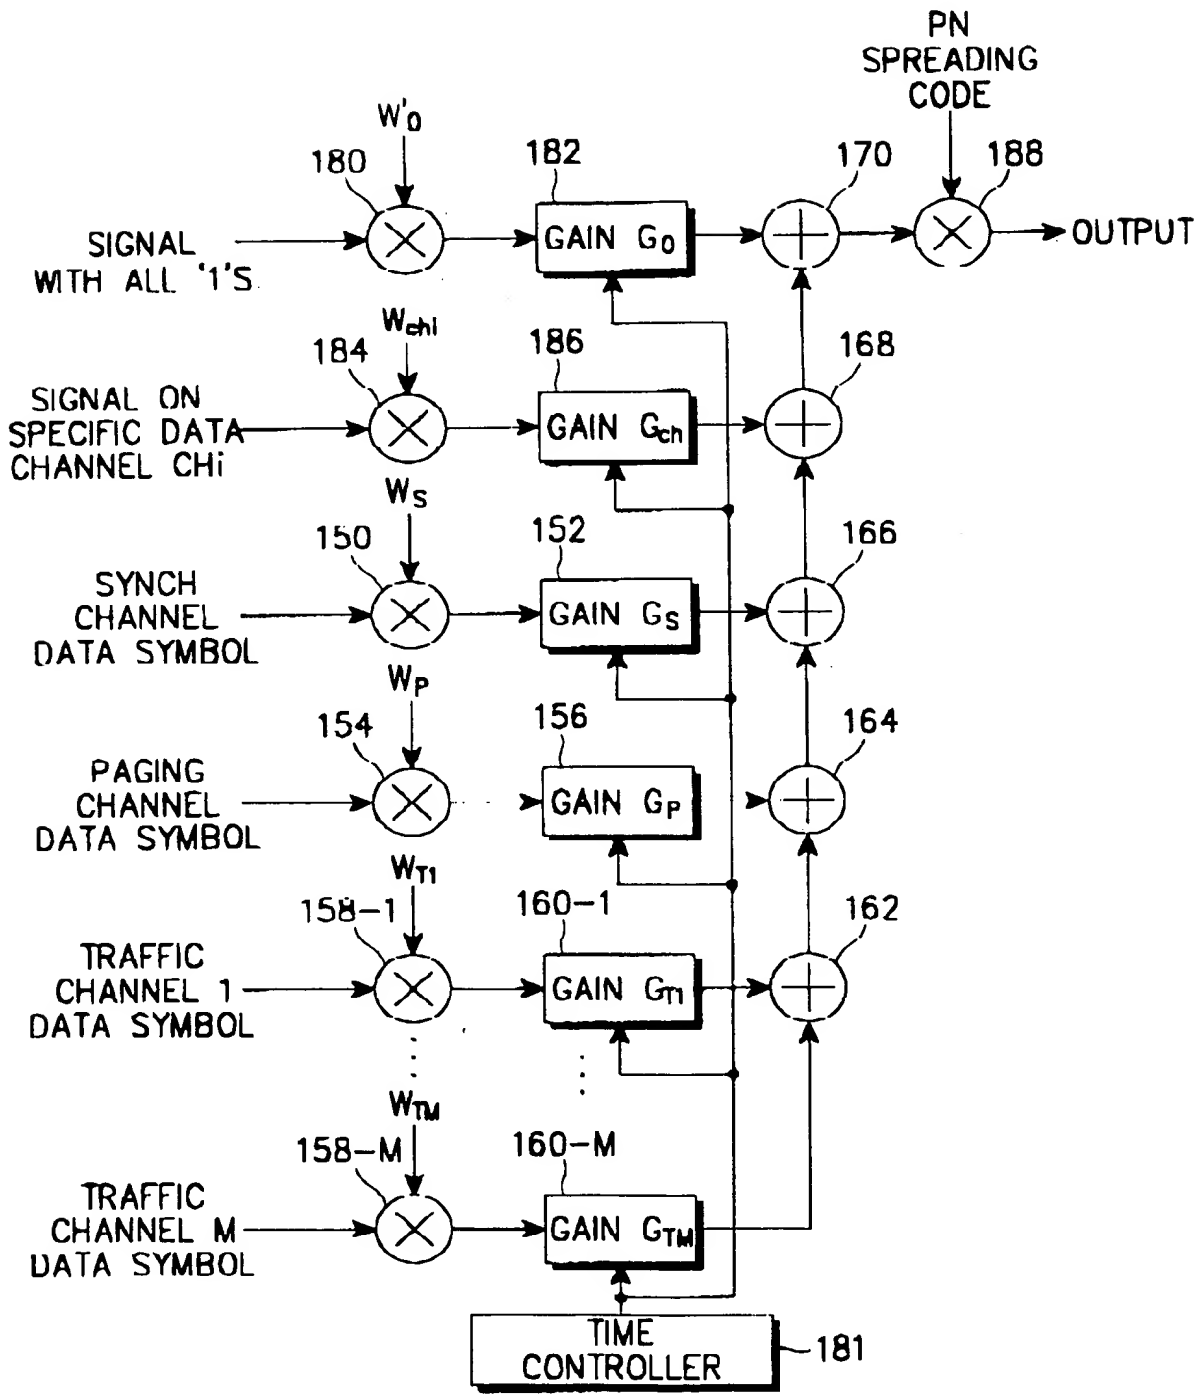 PN
SPREADING
CODE
W'0
180
182
170
188
SIGNAL
WITH ALL '1'S
GAIN G0
OUTPUT
Wchi
184
186
168
SIGNAL ON
SPECIFIC DATA
CHANNEL CHi
GAIN Gch
WS
150
152
166
SYNCH
CHANNEL
DATA SYMBOL
GAIN GS
WP
154
156
164
PAGING
CHANNEL
DATA SYMBOL
GAIN GP
WT1
158-1
160-1
162
TRAFFIC
CHANNEL 1
DATA SYMBOL
GAIN GT1
WTM
158-M
160-M
TRAFFIC
CHANNEL M
DATA SYMBOL
GAIN GTM
TIME
CONTROLLER
181